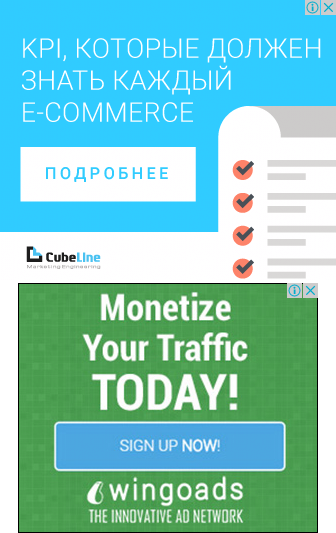 KPI, КОТОРЫЕ ДОЛЖЕН
ЗНАТЬ КАЖДЫЙ
E-COMMERCE
ПОДРОБНЕЕ
CubeLine
Marketing Engineering
Monetize
Your Traffic
TODAY!
SIGN UP NOW!
wingoads
THE INNOVATIVE AD NETWORK